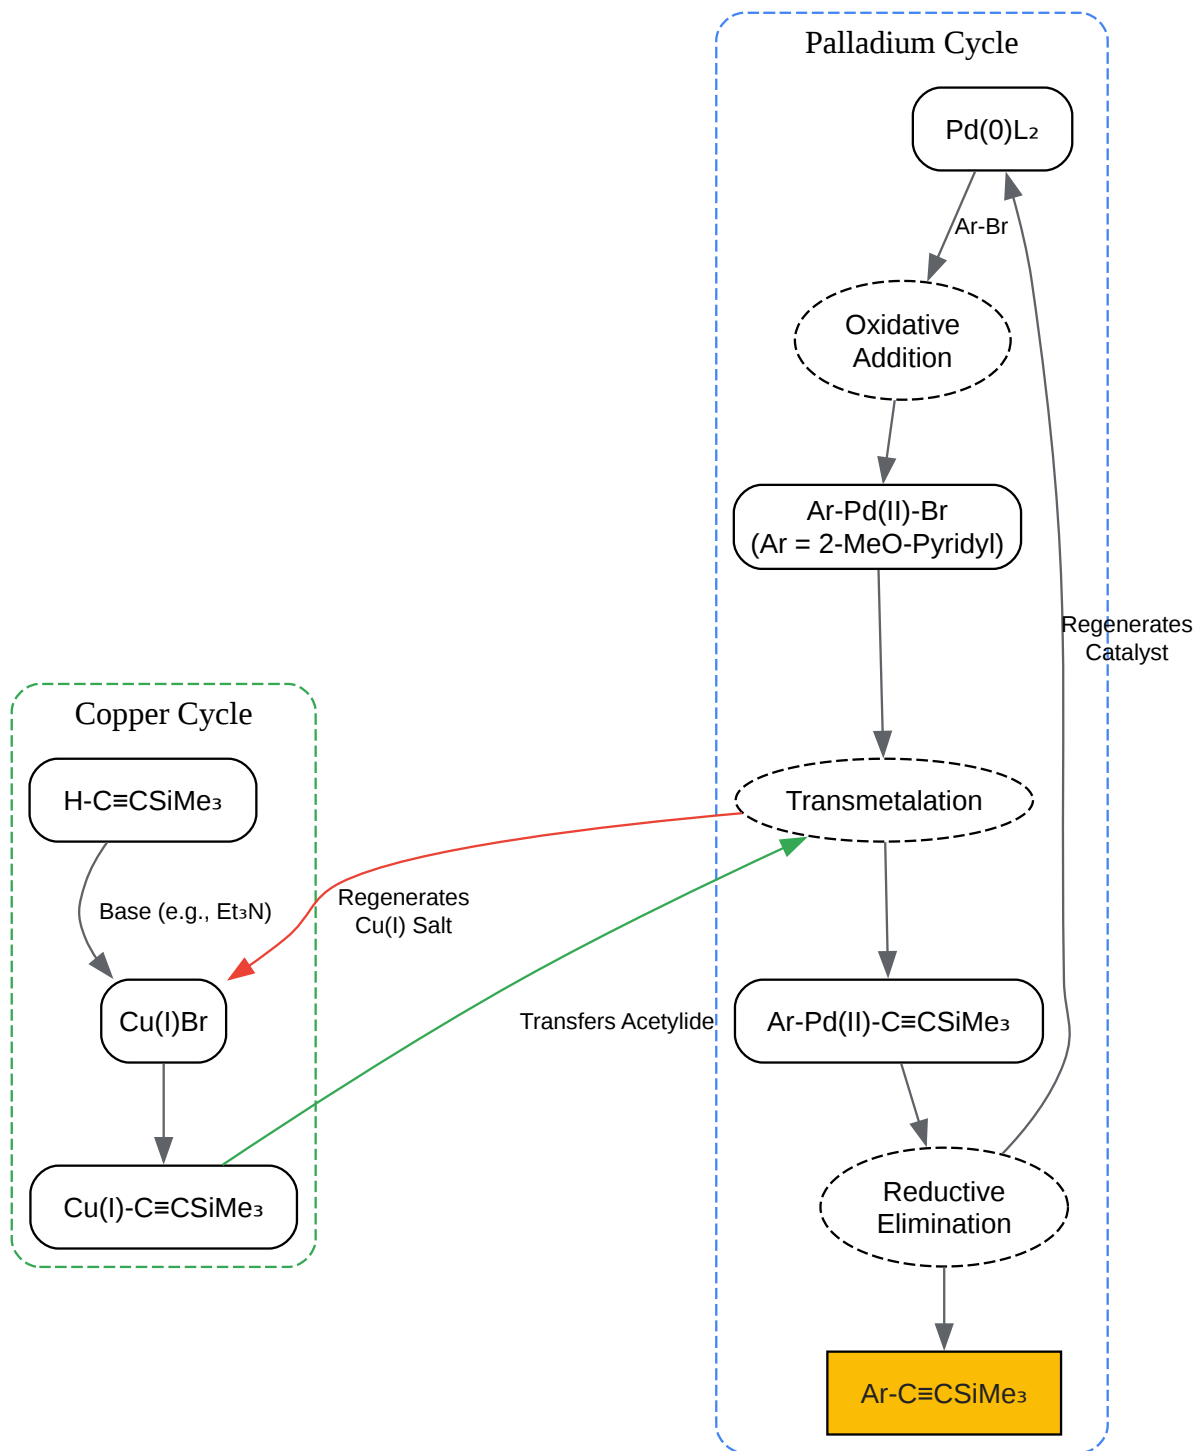 Palladium Cycle
Pd(0)L₂
Ar-Br
Oxidative
Addition
Ar-Pd(II)-Br
(Ar = 2-MeO-Pyridyl)
Regenerates
Catalyst
Copper Cycle
H-C≡CSiMe₃
Transmetalation
Base (e.g., Et₃N)
Regenerates
Cu(I) Salt
Cu(I)Br
Transfers Acetylide
Ar-Pd(II)-C≡CSiMe₃
Cu(I)-C≡CSiMe₃
Reductive
Elimination
Ar-C≡CSiMe₃